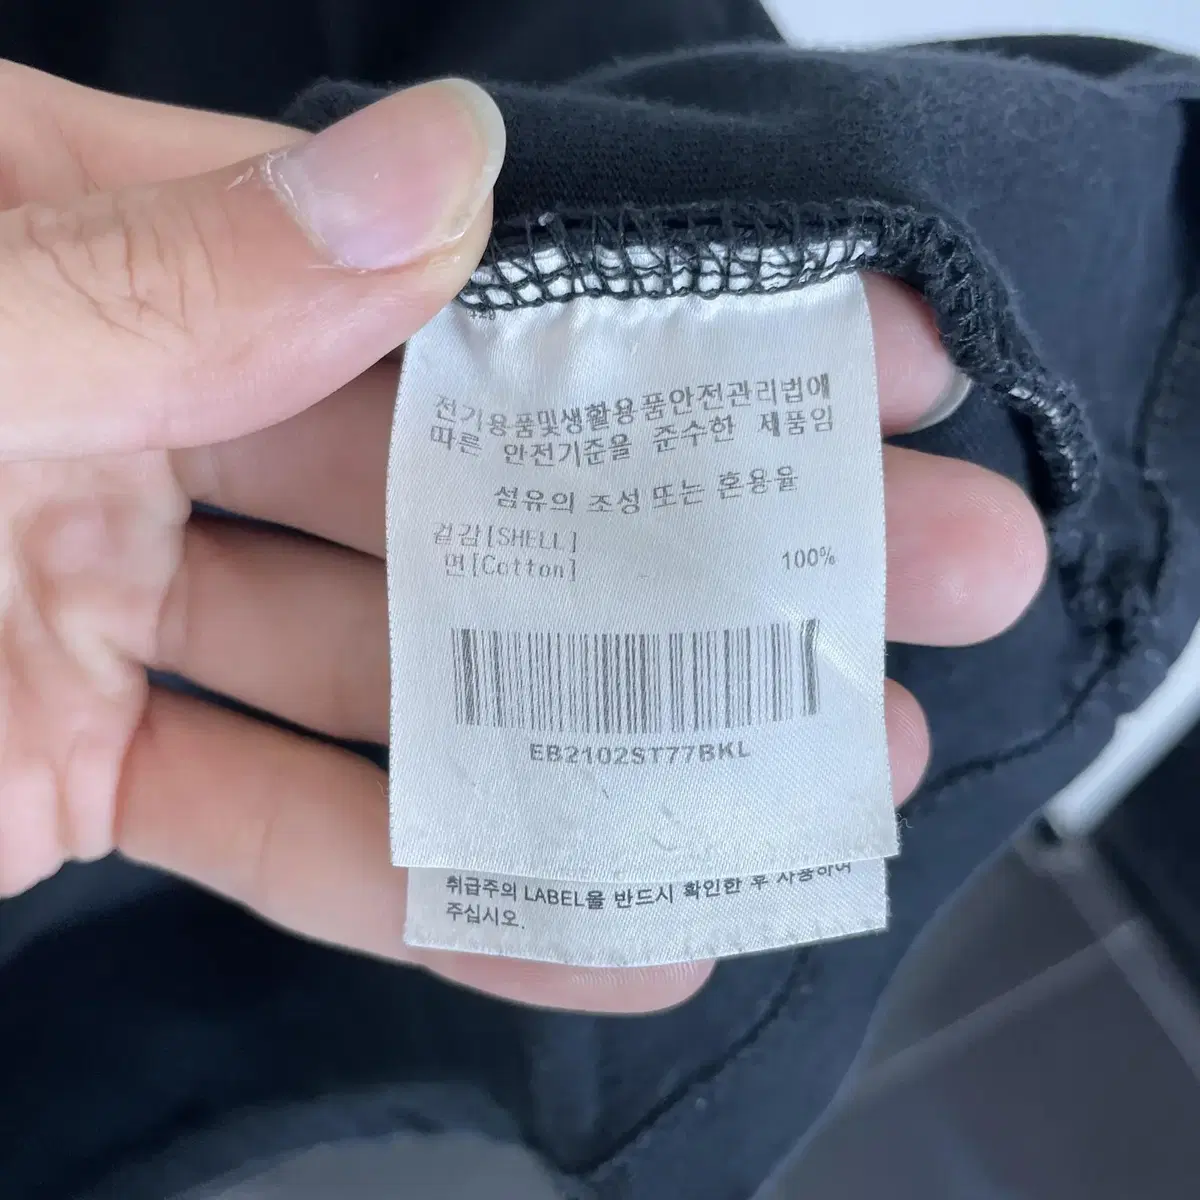 전기용품및생활용품안전관리법에
따른 안전기준을 준수한 제품임
섬유의 조성 또는 혼용율
겉감[SHELL]
면[Cotton] 100%
EB2102ST77BKL
취급주의 LABEL을 반드시 확인한 후 사용하여
주십시오.